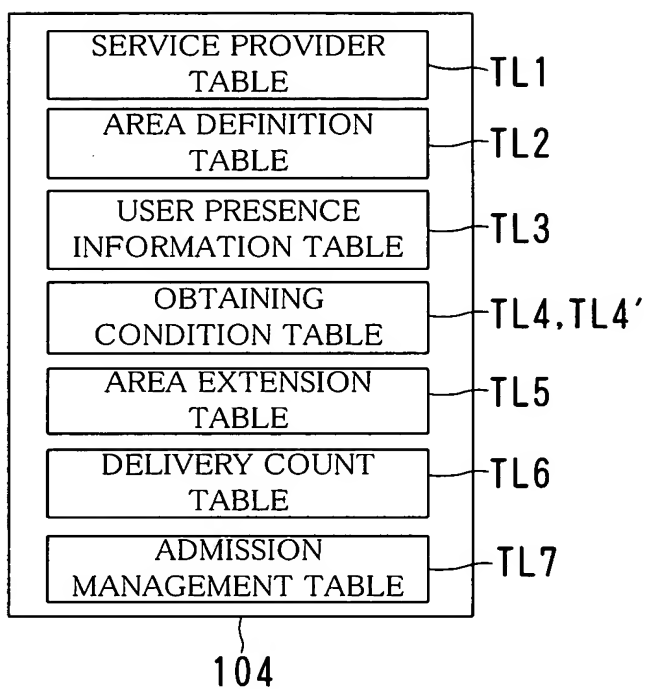 SERVICE PROVIDER
TABLE
TL1
AREA DEFINITION
TABLE
TL2
USER PRESENCE
INFORMATION TABLE
TL3
OBTAINING
CONDITION TABLE
TL4,TL4′
AREA EXTENSION
TABLE
TL5
DELIVERY COUNT
TABLE
TL6
ADMISSION
MANAGEMENT TABLE
TL7
104